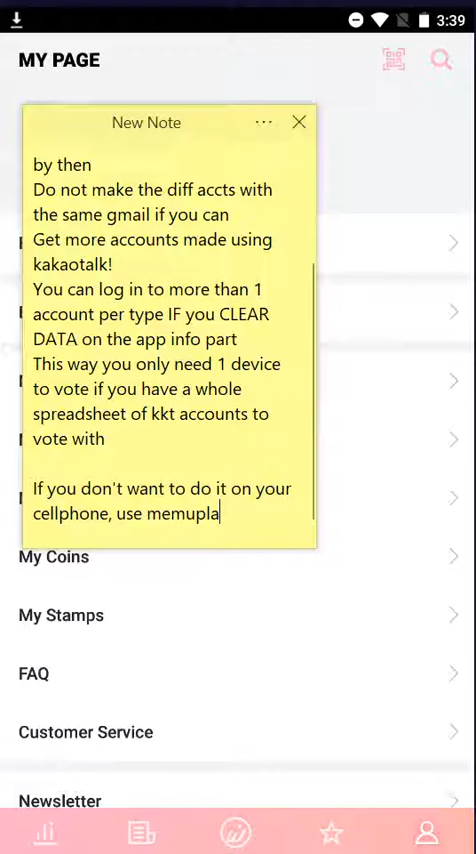 3:39
MY PAGE
New Note
by then
Do not make the diff accts with
the same gmail if you can
Get more accounts made using
kakaotalk!
You can log in to more than 1
account per type IF you CLEAR
DATA on the app info part
This way you only need 1 device
to vote if you have a whole
spreadsheet of kkt accounts to
vote with
If you don't want to do it on your
cellphone, use memupla
My Coins
My Stamps
FAQ
Customer Service
Newsletter